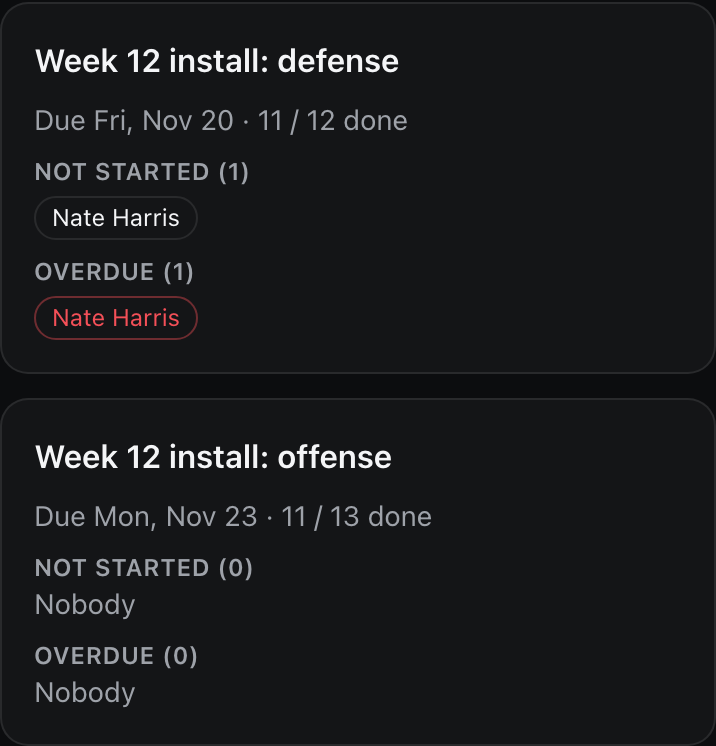 Week 12 install: defense
Due Fri, Nov 20 · 11 / 12 done
NOT STARTED (1)
Nate Harris
OVERDUE (1)
Nate Harris
Week 12 install: offense
Due Mon, Nov 23 · 11 / 13 done
NOT STARTED (0)
Nobody
OVERDUE (0)
Nobody